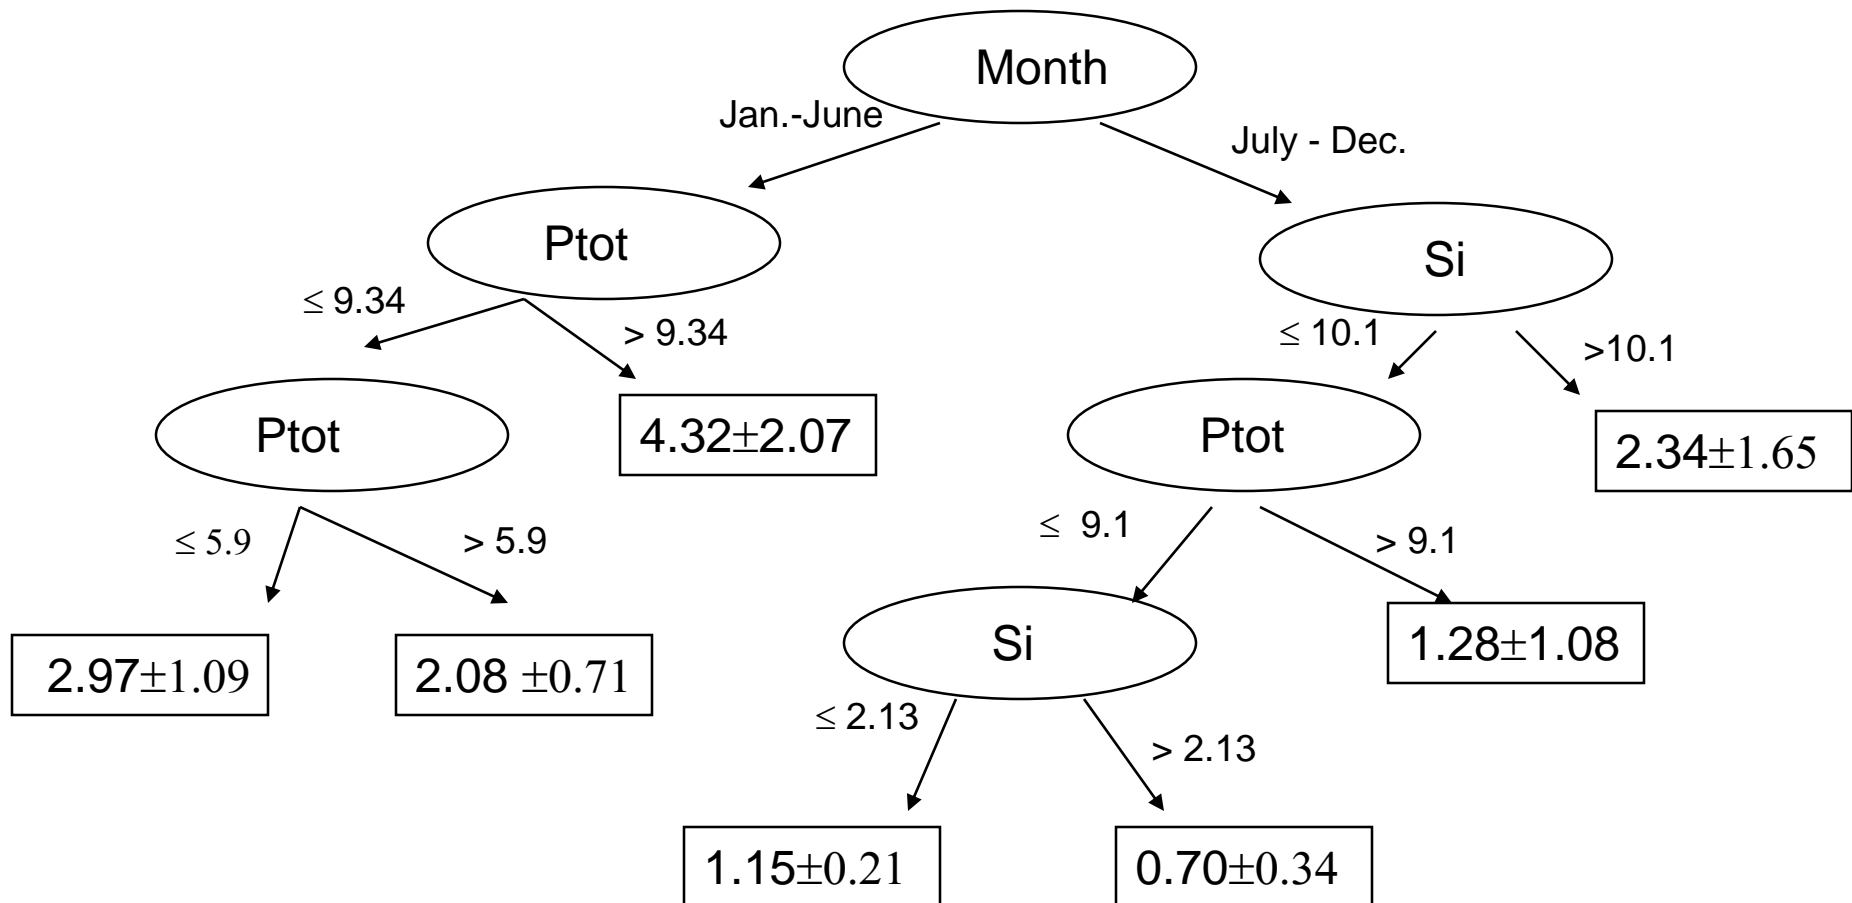 Month
Jan.-June
July - Dec.
Ptot
Si
≤ 9.34
> 9.34
≤ 10.1
>10.1
Ptot
4.32±2.07
Ptot
2.34±1.65
≤ 5.9
> 5.9
≤ 9.1
> 9.1
2.97±1.09
2.08 ±0.71
Si
1.28±1.08
≤ 2.13
> 2.13
1.15±0.21
0.70±0.34